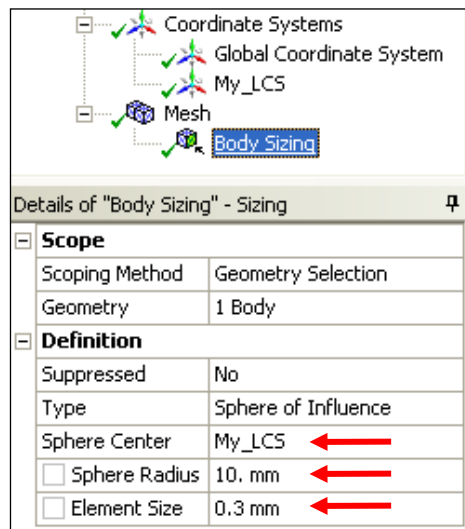 Coordinate Systems
Global Coordinate System
My_LCS
Mesh
Body Sizing
Details of "Body Sizing" - Sizing
Scope
Scoping Method Geometry Selection
Geometry 1 Body
Definition
Suppressed No
Type Sphere of Influence
Sphere Center My_LCS
Sphere Radius 10. mm
Element Size 0.3 mm